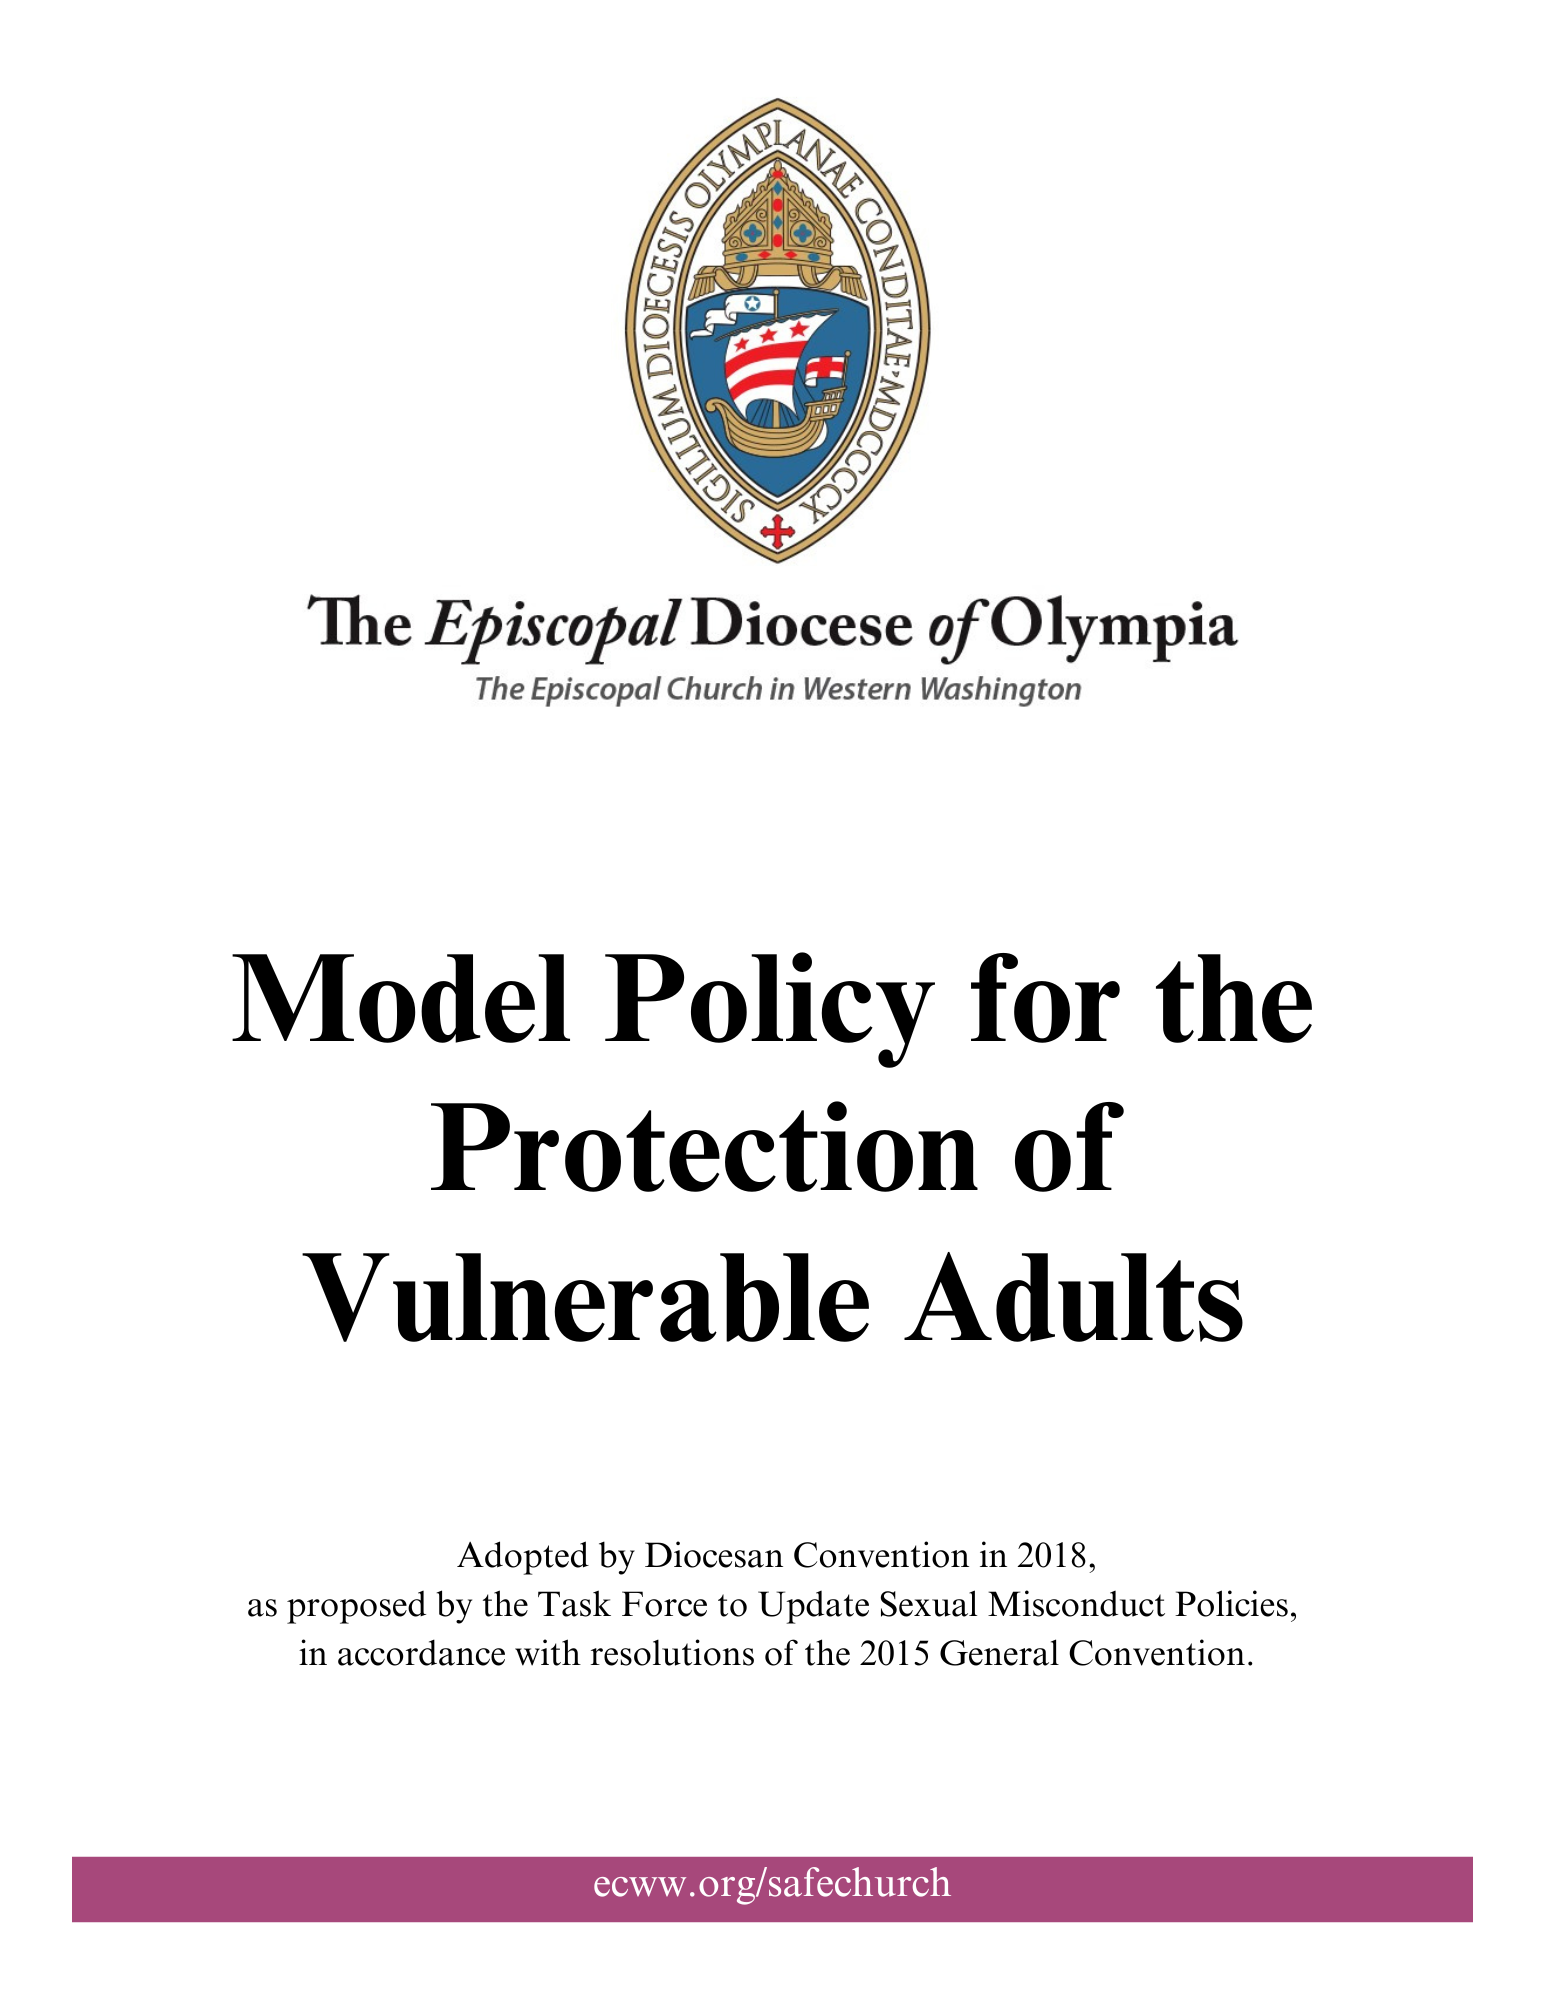 SIGILLUM DIOECESIS OLYMPIANAE CONDITAE·MDCCCCX
The Episcopal Diocese of Olympia
The Episcopal Church in Western Washington
Model Policy for the
Protection of
Vulnerable Adults
Adopted by Diocesan Convention in 2018,
as proposed by the Task Force to Update Sexual Misconduct Policies,
in accordance with resolutions of the 2015 General Convention.
ecww.org/safechurch